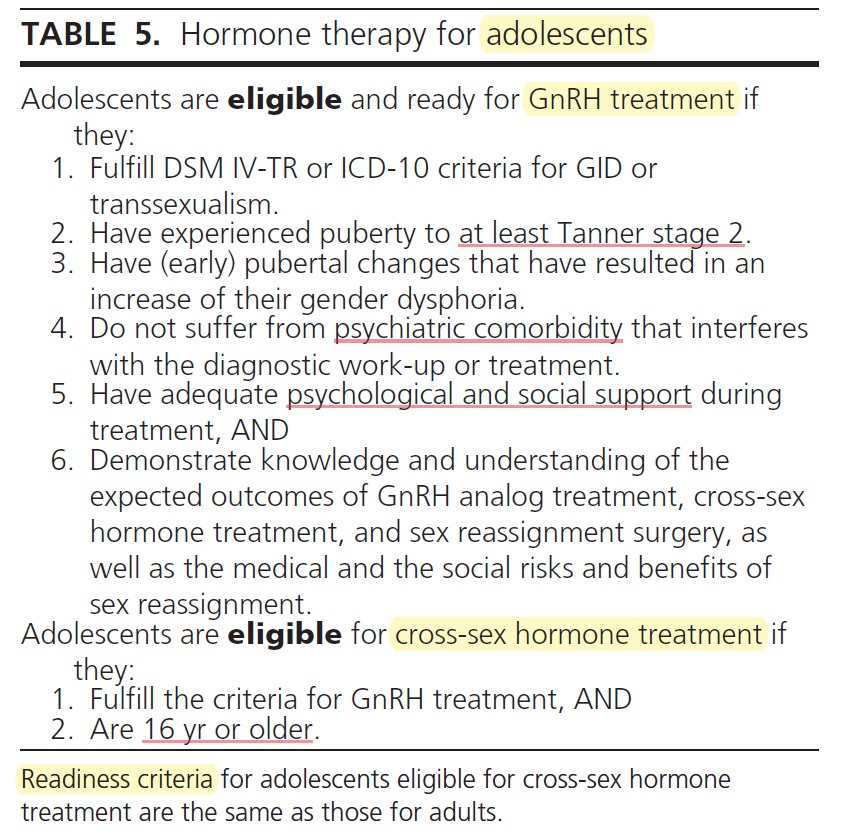 TABLE 5. Hormone therapy for adolescents
Adolescents are eligible and ready for GnRH treatment if
they:
1. Fulfill DSM IV-TR or ICD-10 criteria for GID or
transsexualism.
2. Have experienced puberty to at least Tanner stage 2.
3. Have (early) pubertal changes that have resulted in an
increase of their gender dysphoria.
4. Do not suffer from psychiatric comorbidity that interferes
with the diagnostic work-up or treatment.
5. Have adequate psychological and social support during
treatment, AND
6. Demonstrate knowledge and understanding of the
expected outcomes of GnRH analog treatment, cross-sex
hormone treatment, and sex reassignment surgery, as
well as the medical and the social risks and benefits of
sex reassignment.
Adolescents are eligible for cross-sex hormone treatment if
they:
1. Fulfill the criteria for GnRH treatment, AND
2. Are 16 yr or older.
Readiness criteria for adolescents eligible for cross-sex hormone
treatment are the same as those for adults.